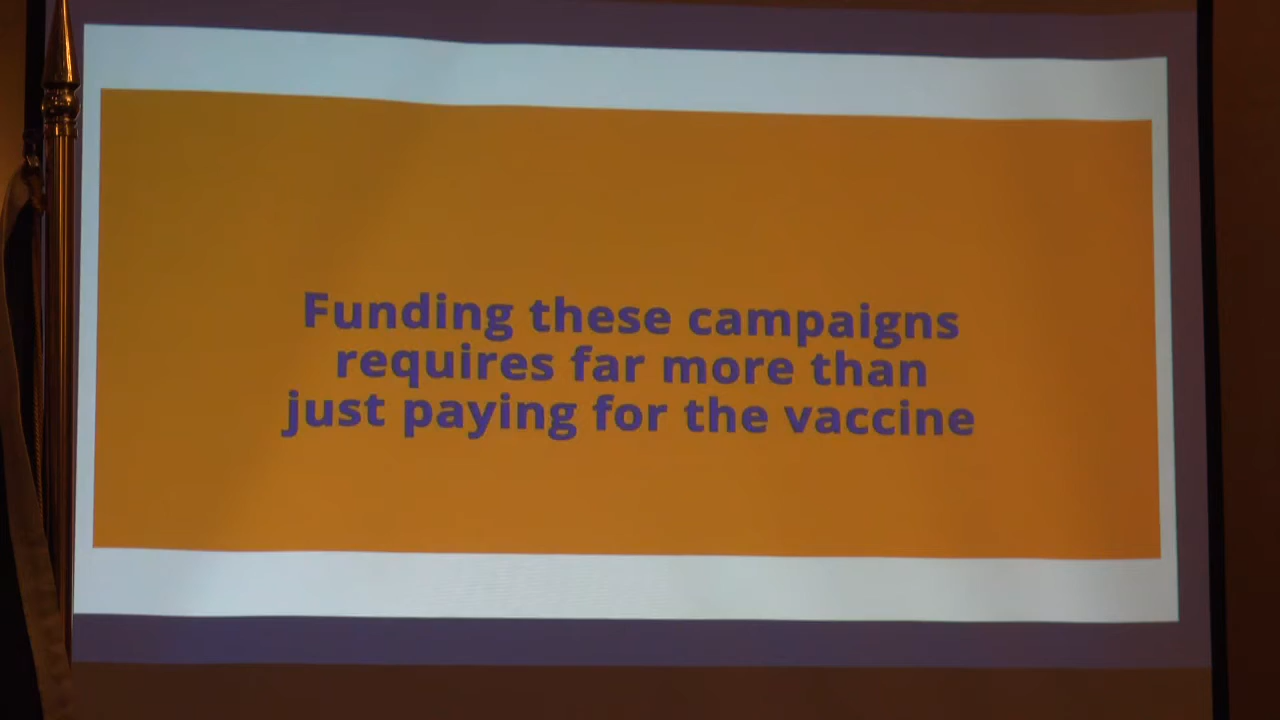 Funding these campaigns
requires far more than
just paying for the vaccine